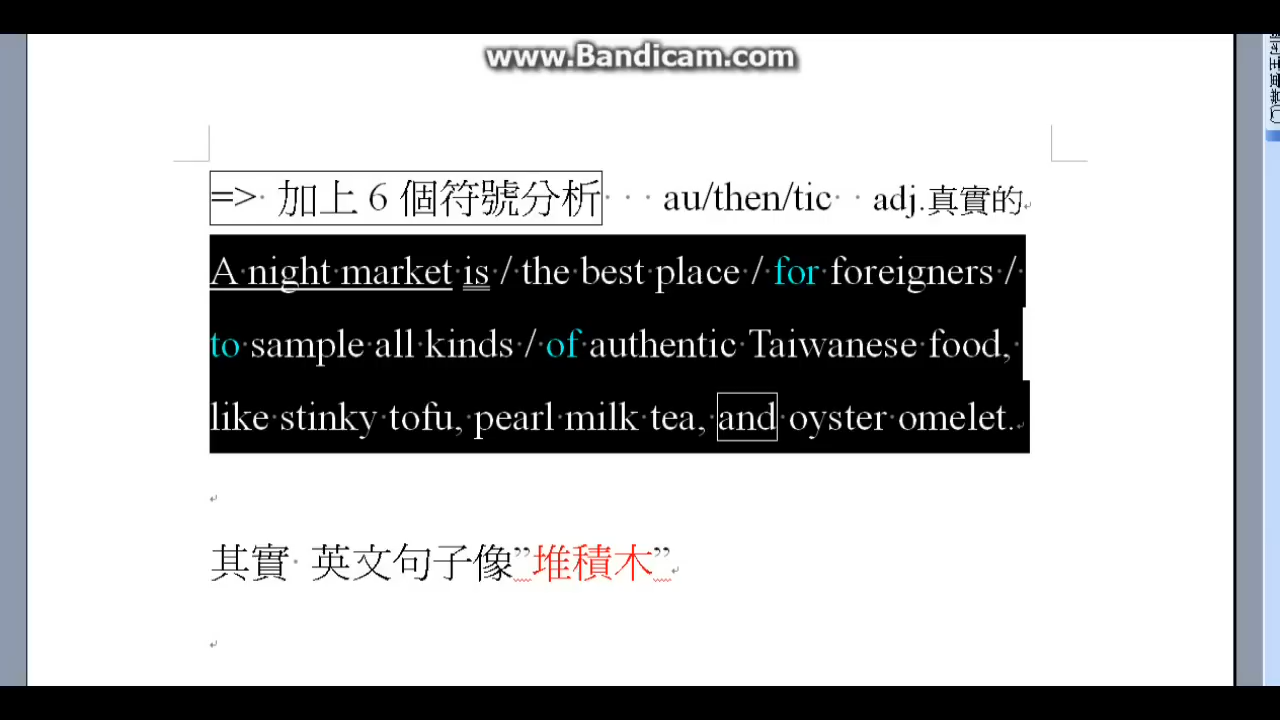 www.Bandicam.com
=> 加上 6 個符號分析 au/then/tic adj.真實的
A night market is / the best place / for foreigners /
to sample all kinds / of authentic Taiwanese food,
like stinky tofu, pearl milk tea, and oyster omelet.
其實 英文句子像”堆積木”